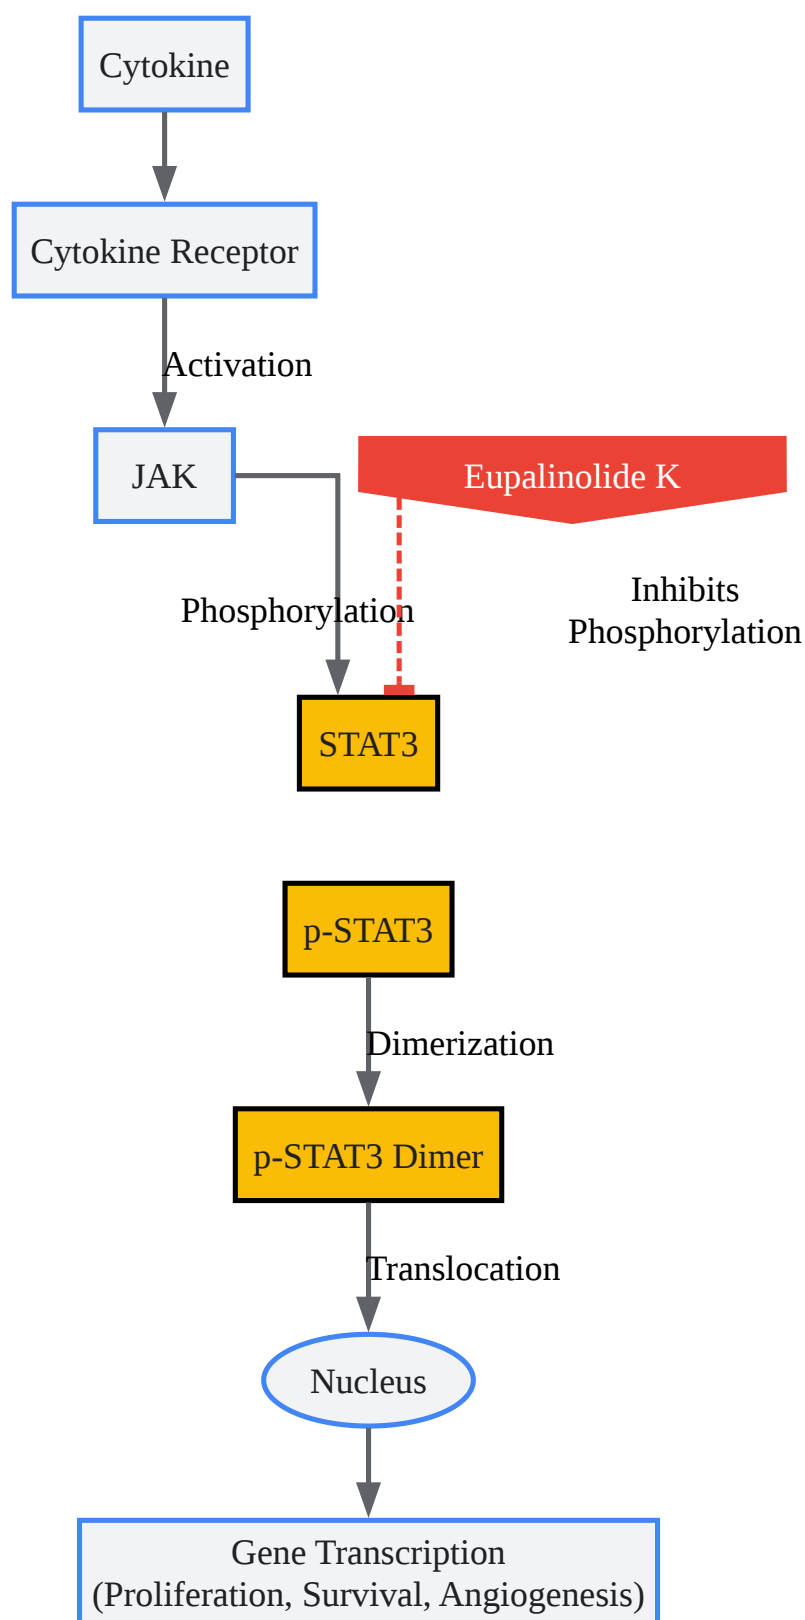 Cytokine
Cytokine Receptor
Activation
JAK
Eupalinolide K
Phosphorylation
Inhibits
Phosphorylation
STAT3
p-STAT3
Dimerization
p-STAT3 Dimer
Translocation
Nucleus
Gene Transcription
(Proliferation, Survival, Angiogenesis)